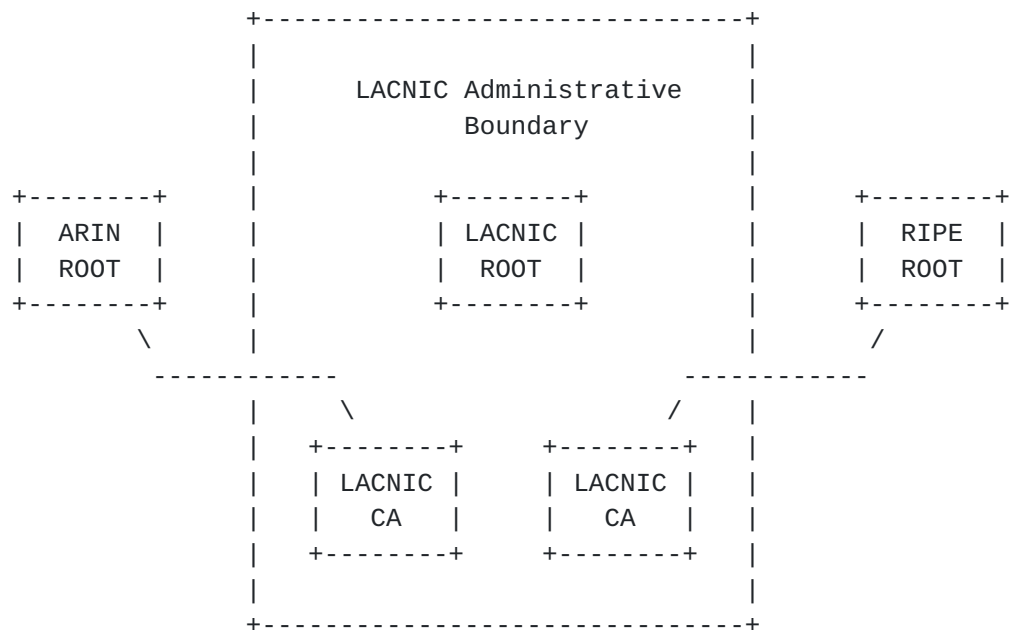 LACNIC Administrative
Boundary
ARIN
ROOT
LACNIC
ROOT
RIPE
ROOT
LACNIC
CA
LACNIC
CA